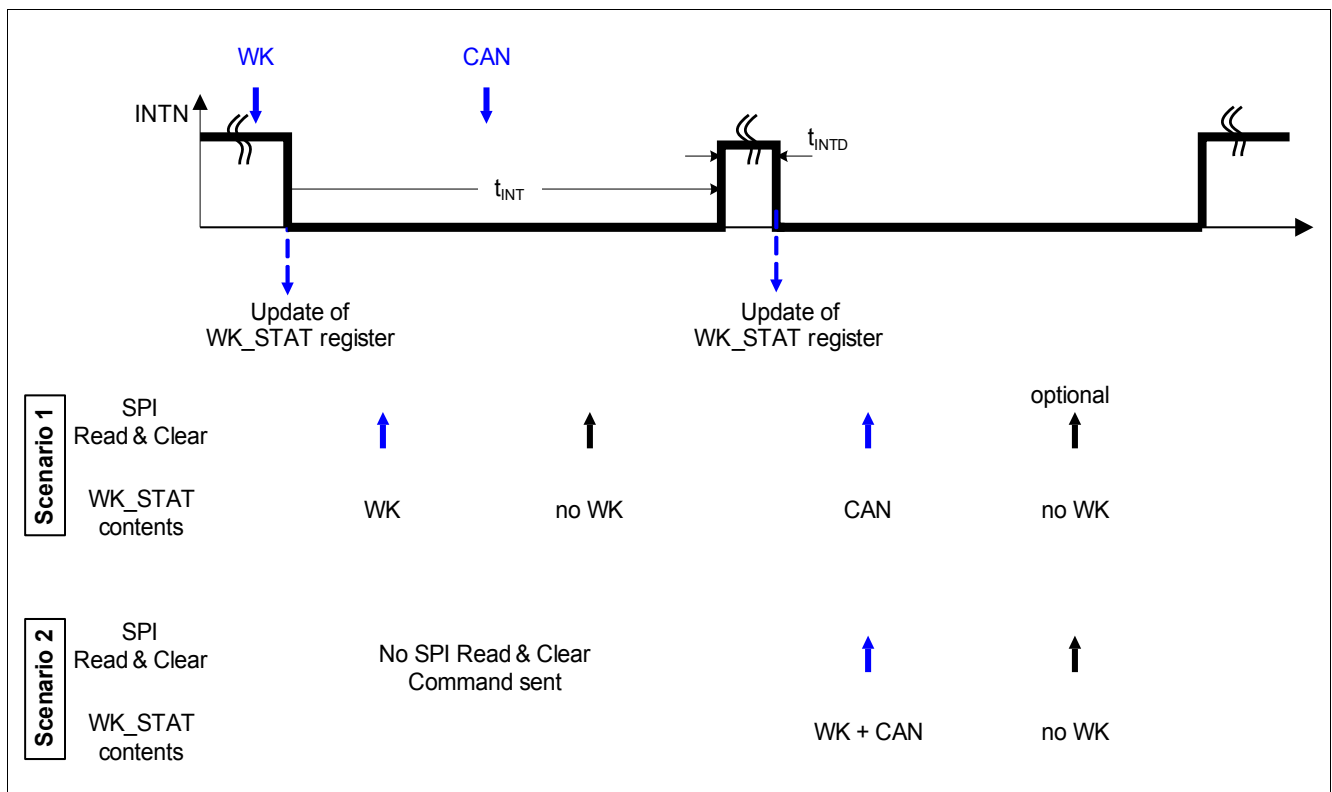 WK
CAN
INTN
tINTD
tINT
Update of
WK_STAT register
Update of
WK_STAT register
Scenario 1
SPI
Read & Clear
optional
WK_STAT
contents
WK
no WK
CAN
no WK
Scenario 2
SPI
Read & Clear
No SPI Read & Clear
Command sent
WK_STAT
contents
WK + CAN
no WK